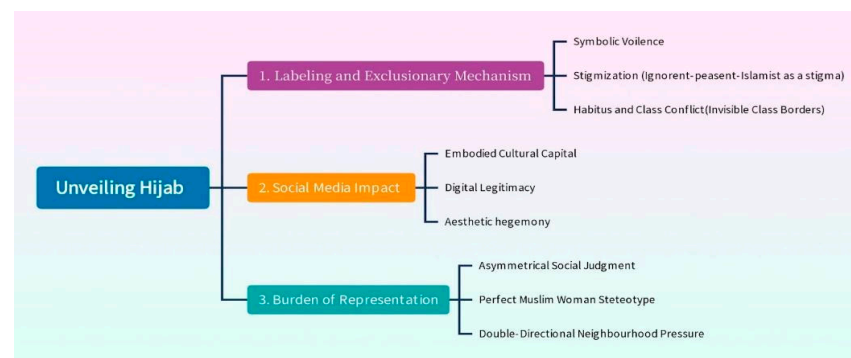 Unveiling Hijab
1. Labeling and Exclusionary Mechanism
Symbolic Voilence
Stigmization (Ignorent-peasent-Islamist as a stigma)
Habitus and Class Conflict(Invisible Class Borders)
2. Social Media Impact
Embodied Cultural Capital
Digital Legitimacy
Aesthetic hegemony
3. Burden of Representation
Asymmetrical Social Judgment
Perfect Muslim Woman Steteotype
Double-Directional Neighbourhood Pressure